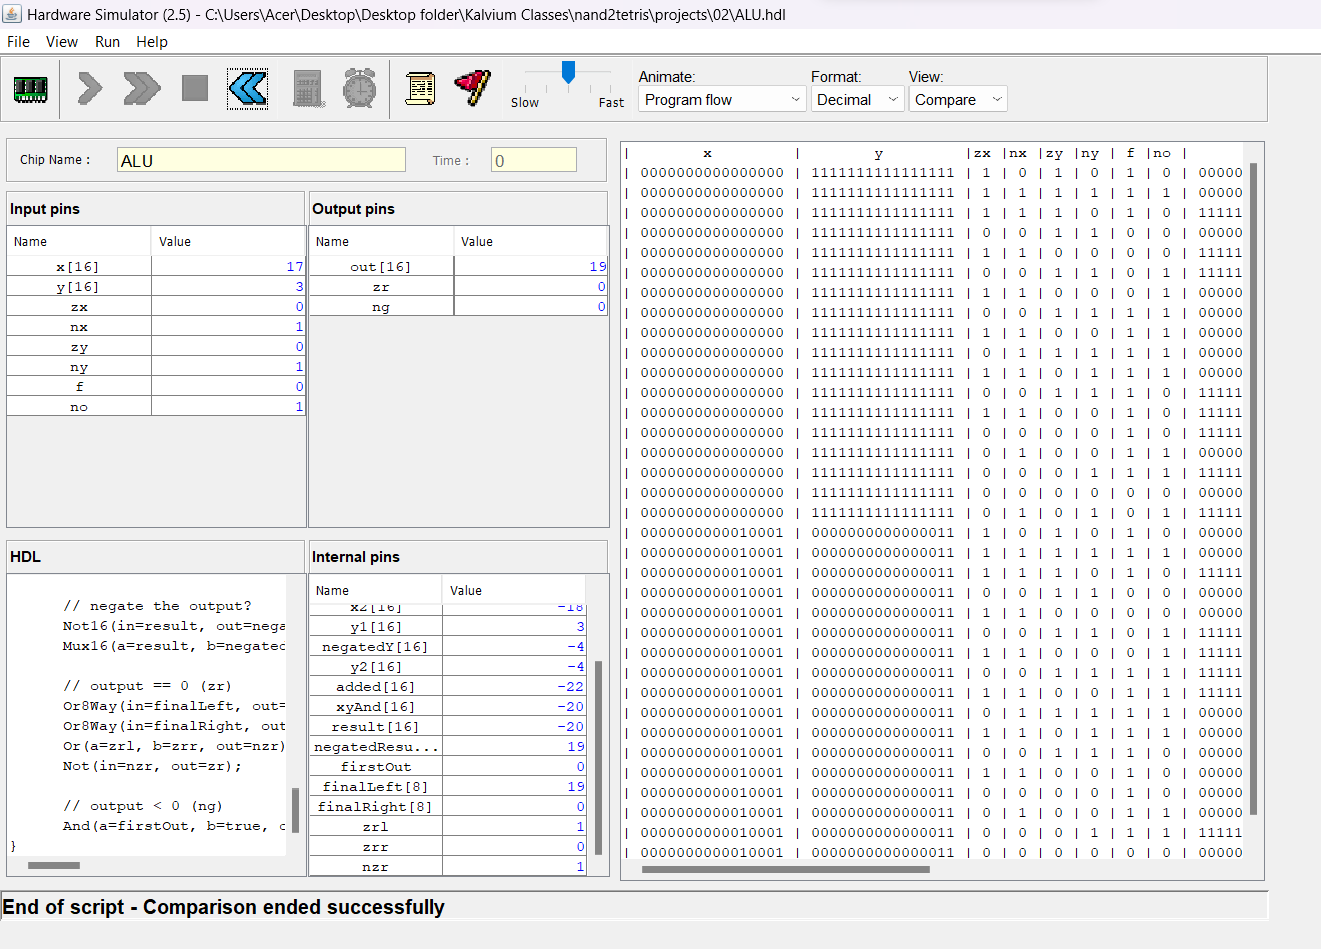 Hardware Simulator (2.5) - C:\Users\Acer\Desktop\Desktop folder\Kalvium Classes\nand2tetris\projects\02\ALU.hdl
File View Run Help
Slow Fast
Animate:
Program flow
Format:
Decimal
View:
Compare
Chip Name : ALU Time : 0
Input pins
Name Value
x[16] 17
y[16] 3
zx 0
nx 1
zy 0
ny 1
f 0
no 1
Output pins
Name Value
out[16] 19
zr 0
ng 0
HDL
// negate the output?
Not16(in=result, out=nega
Mux16(a=result, b=negated
// output == 0 (zr)
Or8Way(in=finalLeft, out=
Or8Way(in=finalRight, out
Or(a=zrl, b=zrr, out=nzr)
Not(in=nzr, out=zr);
// output < 0 (ng)
And(a=firstOut, b=true, o
}
Internal pins
Name Value
x2[16] -18
y1[16] 3
negatedY[16] -4
y2[16] -4
added[16] -22
xyAnd[16] -20
result[16] -20
negatedResu... 19
firstOut 0
finalLeft[8] 19
finalRight[8] 0
zrl 1
zrr 0
nzr 1
| x | y |zx |nx |zy |ny | f |no |
| 0000000000000000 | 1111111111111111 | 1 | 0 | 1 | 0 | 1 | 0 | 00000
| 0000000000000000 | 1111111111111111 | 1 | 1 | 1 | 1 | 1 | 1 | 00000
| 0000000000000000 | 1111111111111111 | 1 | 1 | 1 | 0 | 1 | 0 | 11111
| 0000000000000000 | 1111111111111111 | 0 | 0 | 1 | 1 | 0 | 0 | 00000
| 0000000000000000 | 1111111111111111 | 1 | 1 | 0 | 0 | 0 | 0 | 11111
| 0000000000000000 | 1111111111111111 | 0 | 0 | 1 | 1 | 0 | 1 | 11111
| 0000000000000000 | 1111111111111111 | 1 | 1 | 0 | 0 | 0 | 1 | 00000
| 0000000000000000 | 1111111111111111 | 0 | 0 | 1 | 1 | 1 | 1 | 00000
| 0000000000000000 | 1111111111111111 | 1 | 1 | 0 | 0 | 1 | 1 | 00000
| 0000000000000000 | 1111111111111111 | 0 | 1 | 1 | 1 | 1 | 1 | 00000
| 0000000000000000 | 1111111111111111 | 1 | 1 | 0 | 1 | 1 | 1 | 00000
| 0000000000000000 | 1111111111111111 | 0 | 0 | 1 | 1 | 1 | 0 | 11111
| 0000000000000000 | 1111111111111111 | 1 | 1 | 0 | 0 | 1 | 0 | 11111
| 0000000000000000 | 1111111111111111 | 0 | 0 | 0 | 0 | 1 | 0 | 11111
| 0000000000000000 | 1111111111111111 | 0 | 1 | 0 | 0 | 1 | 1 | 00000
| 0000000000000000 | 1111111111111111 | 0 | 0 | 0 | 1 | 1 | 1 | 11111
| 0000000000000000 | 1111111111111111 | 0 | 0 | 0 | 0 | 0 | 0 | 00000
| 0000000000000000 | 1111111111111111 | 0 | 1 | 0 | 1 | 0 | 1 | 11111
| 0000000000010001 | 0000000000000011 | 1 | 0 | 1 | 0 | 1 | 0 | 00000
| 0000000000010001 | 0000000000000011 | 1 | 1 | 1 | 1 | 1 | 1 | 00000
| 0000000000010001 | 0000000000000011 | 1 | 1 | 1 | 0 | 1 | 0 | 11111
| 0000000000010001 | 0000000000000011 | 0 | 0 | 1 | 1 | 0 | 0 | 00000
| 0000000000010001 | 0000000000000011 | 1 | 1 | 0 | 0 | 0 | 0 | 00000
| 0000000000010001 | 0000000000000011 | 0 | 0 | 1 | 1 | 0 | 1 | 11111
| 0000000000010001 | 0000000000000011 | 1 | 1 | 0 | 0 | 0 | 1 | 11111
| 0000000000010001 | 0000000000000011 | 0 | 0 | 1 | 1 | 1 | 1 | 11111
| 0000000000010001 | 0000000000000011 | 1 | 1 | 0 | 0 | 1 | 1 | 11111
| 0000000000010001 | 0000000000000011 | 0 | 1 | 1 | 1 | 1 | 1 | 00000
| 0000000000010001 | 0000000000000011 | 1 | 1 | 0 | 1 | 1 | 1 | 00000
| 0000000000010001 | 0000000000000011 | 0 | 0 | 1 | 1 | 1 | 0 | 00000
| 0000000000010001 | 0000000000000011 | 1 | 1 | 0 | 0 | 1 | 0 | 00000
| 0000000000010001 | 0000000000000011 | 0 | 0 | 0 | 0 | 1 | 0 | 00000
| 0000000000010001 | 0000000000000011 | 0 | 1 | 0 | 0 | 1 | 1 | 00000
| 0000000000010001 | 0000000000000011 | 0 | 0 | 0 | 1 | 1 | 1 | 11111
| 0000000000010001 | 0000000000000011 | 0 | 0 | 0 | 0 | 0 | 0 | 00000
End of script - Comparison ended successfully